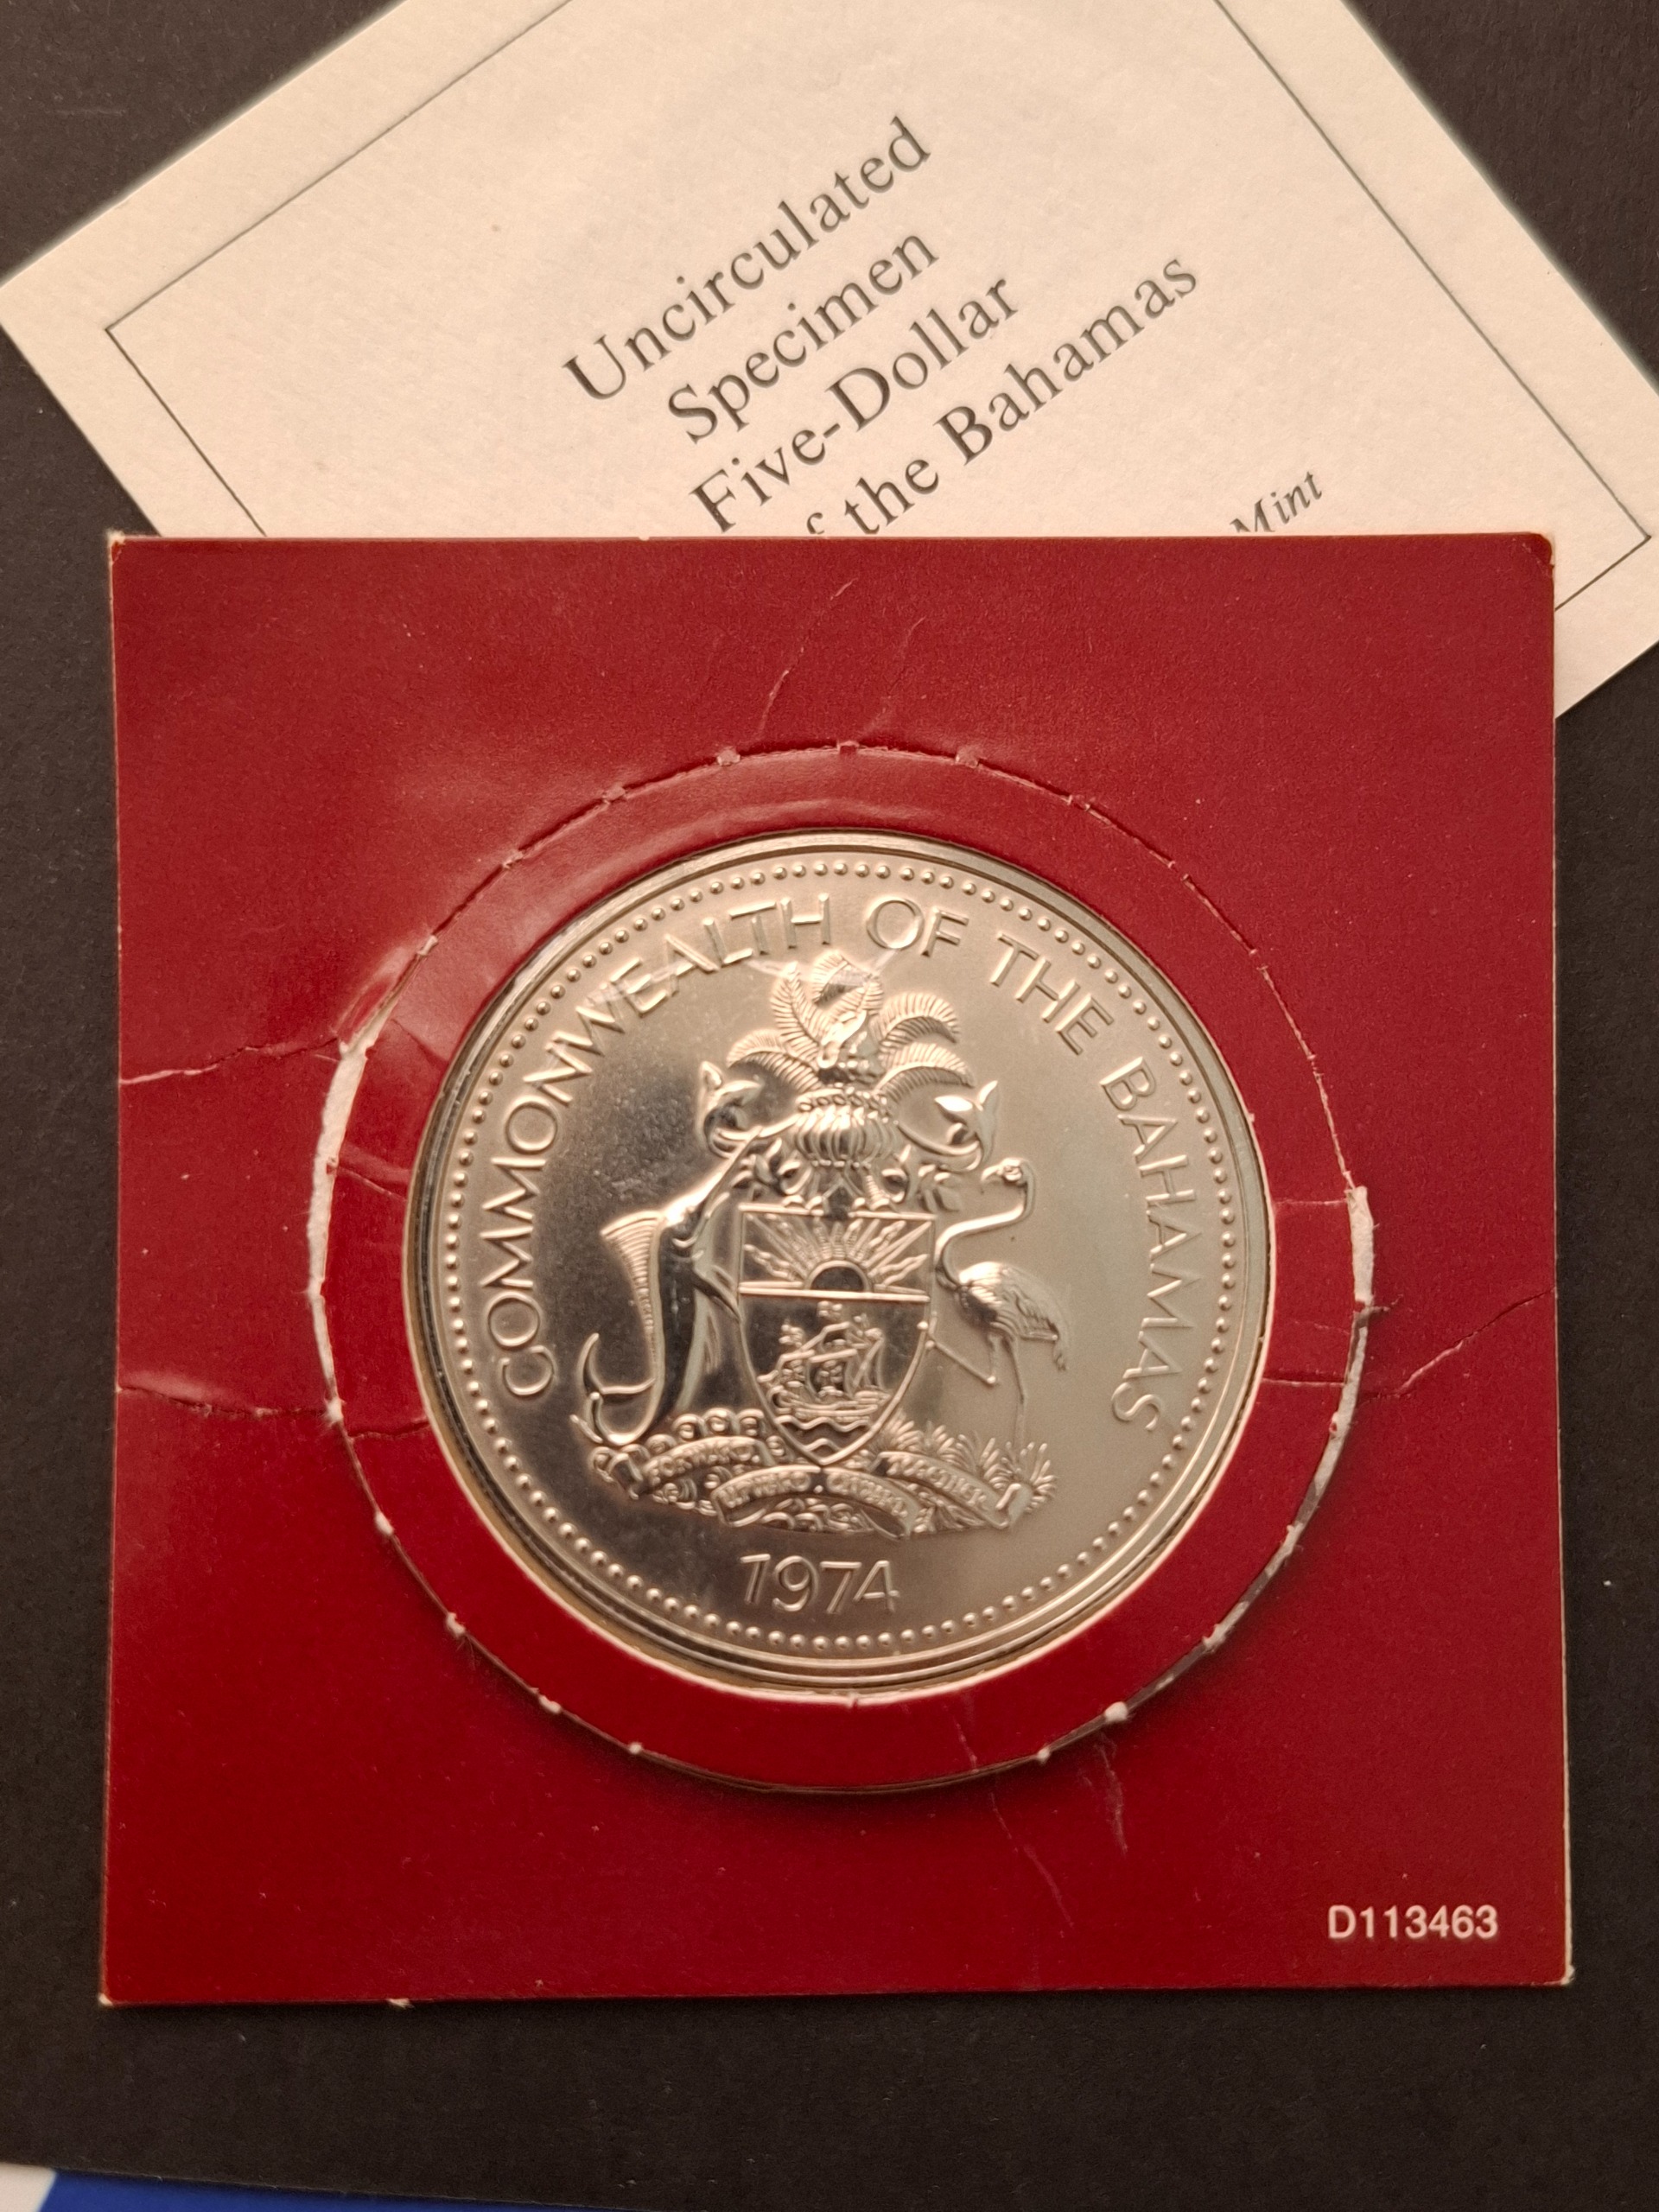 Uncirculated
Specimen
Five-Dollar
the Bahamas
Mint
COMMONWEALTH OF THE BAHAMAS
1974
D113463